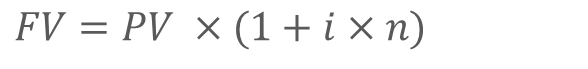 FV = PV × (1 + i × n)